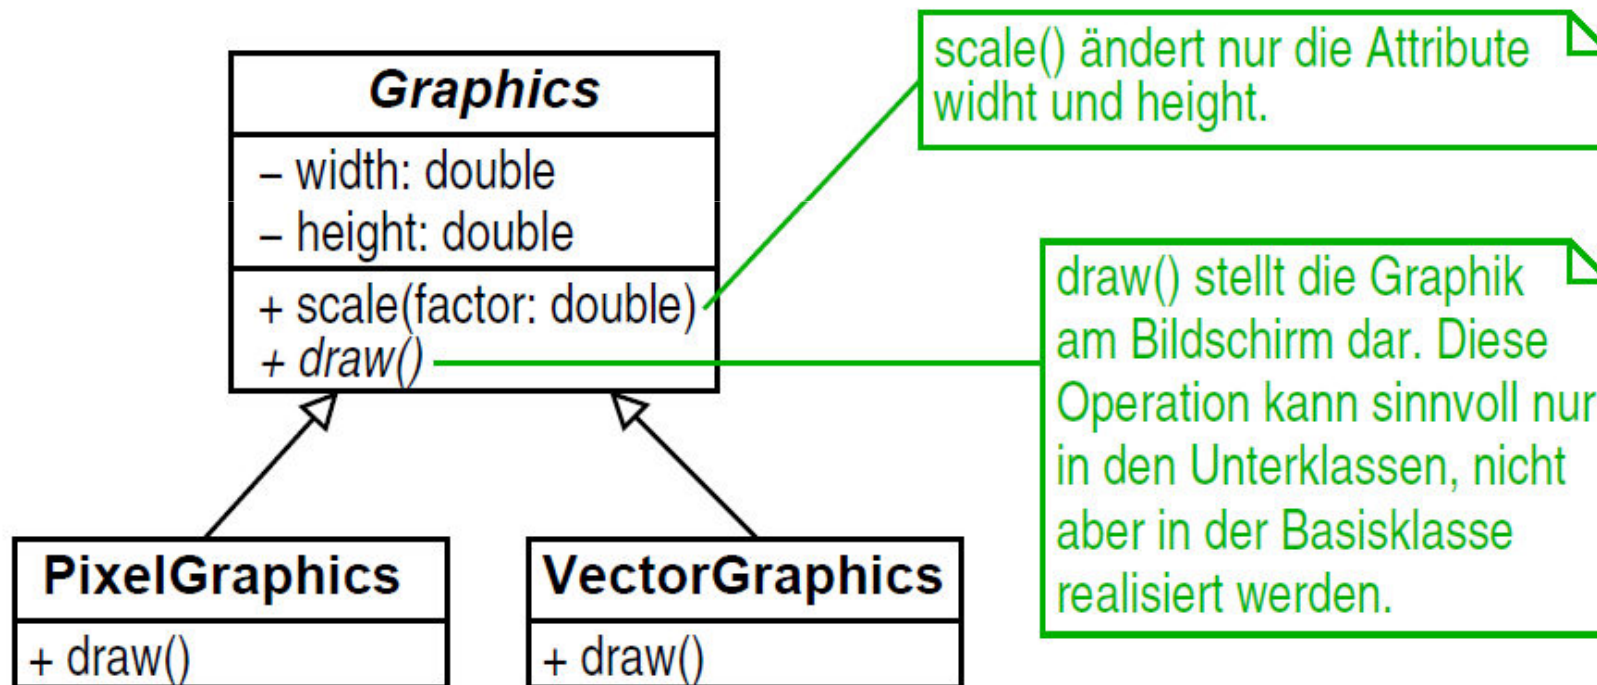 Graphics
– width: double
– height: double
+ scale(factor: double)
+ draw()
scale() ändert nur die Attribute
widht und height.
draw() stellt die Graphik
am Bildschirm dar. Diese
Operation kann sinnvoll nur
in den Unterklassen, nicht
aber in der Basisklasse
realisiert werden.
PixelGraphics
+ draw()
VectorGraphics
+ draw()